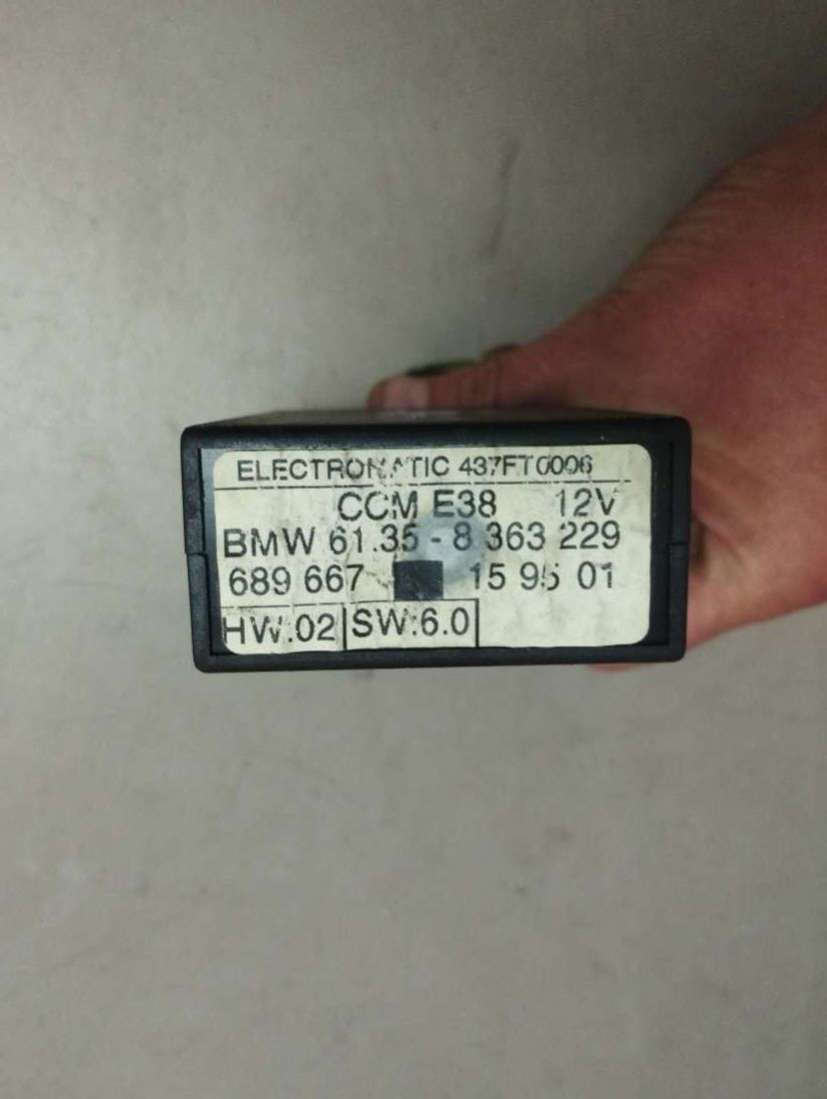 ELECTROMATIC 437FT0006
CCM E38 12V
BMW 61.35 - 8 363 229
689 667 15 95 01
HW:02 SW:6.0